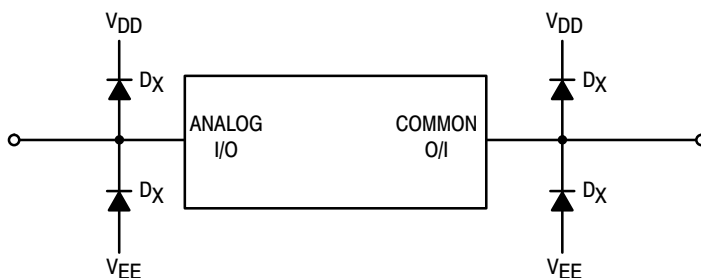 VDD
VDD
DX
DX
ANALOG
I/O
COMMON
O/I
DX
DX
VEE
VEE